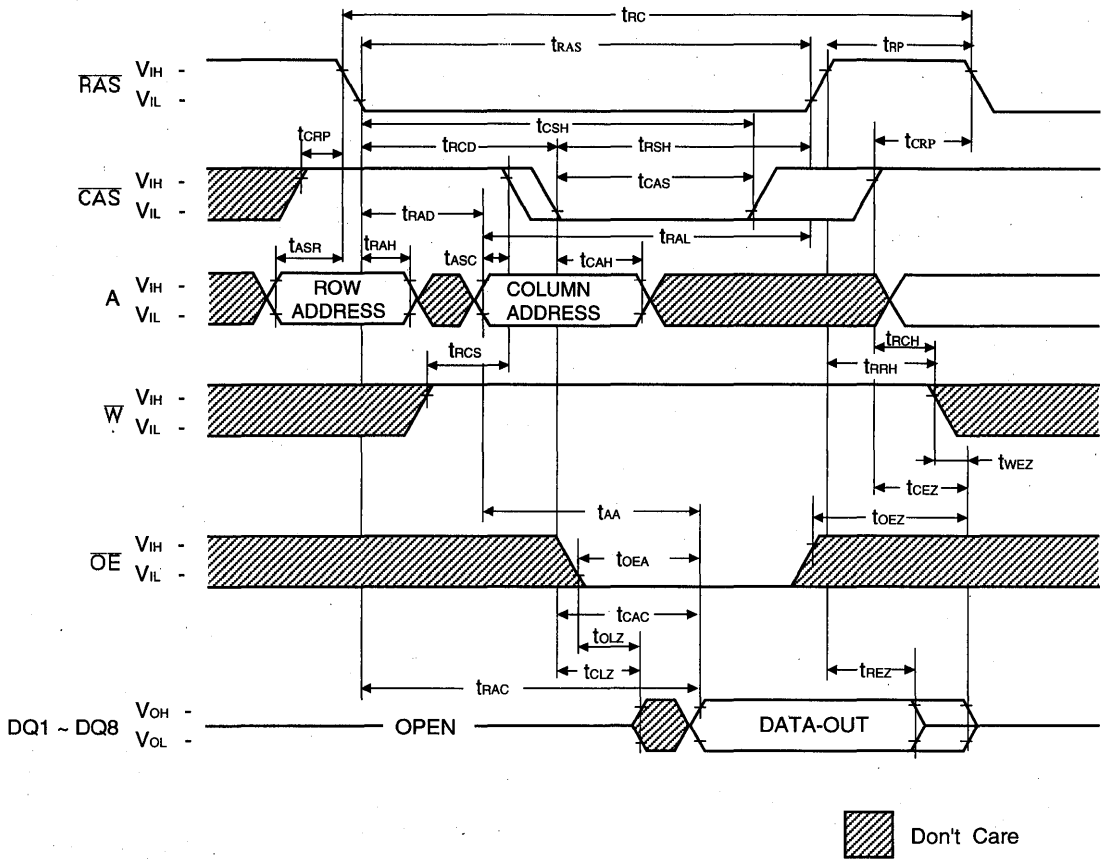 tRC
tRAS
tRP
RAS
VIH -
VIL -
tCRP
tCSH
tRCD
tRSH
tCRP
CAS
VIH -
VIL -
tCAS
tRAD
tRAL
tASR
tRAH
tASC
tCAH
A
VIH -
VIL -
ROW
ADDRESS
COLUMN
ADDRESS
tRCS
tRCH
tRRH
W
VIH -
VIL -
tWEZ
tCEZ
tAA
tOEZ
OE
VIH -
VIL -
tOEA
tCAC
tOLZ
tCLZ
tREZ
tRAC
DQ1 ~ DQ8
VOH -
VOL -
OPEN
DATA-OUT
Don't Care